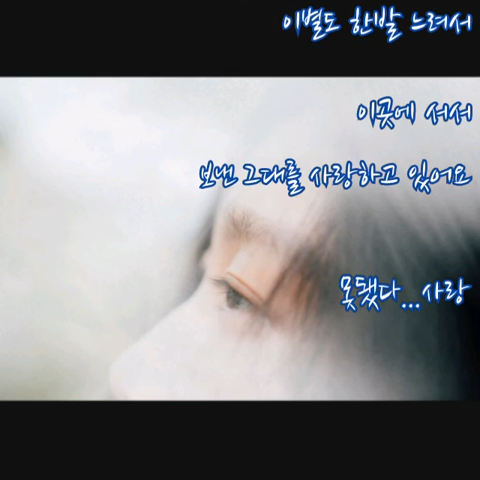 이별도 한발 느려서
이곳에 서서
보낸 그대를 사랑하고 있어요
못됐다...사랑